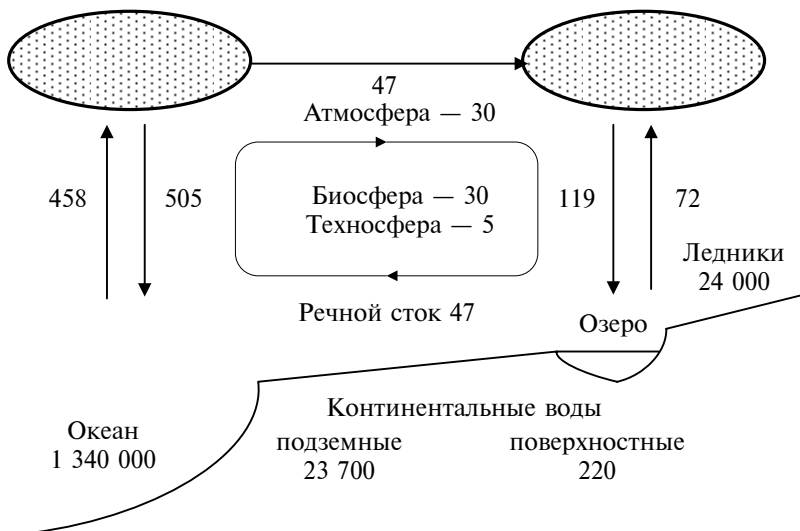 47
Атмосфера — 30
458
505
Биосфера — 30
Техносфера — 5
119
72
Ледники
24 000
Речной сток 47
Озеро
Континентальные воды
Океан
1 340 000
подземные
23 700
поверхностные
220